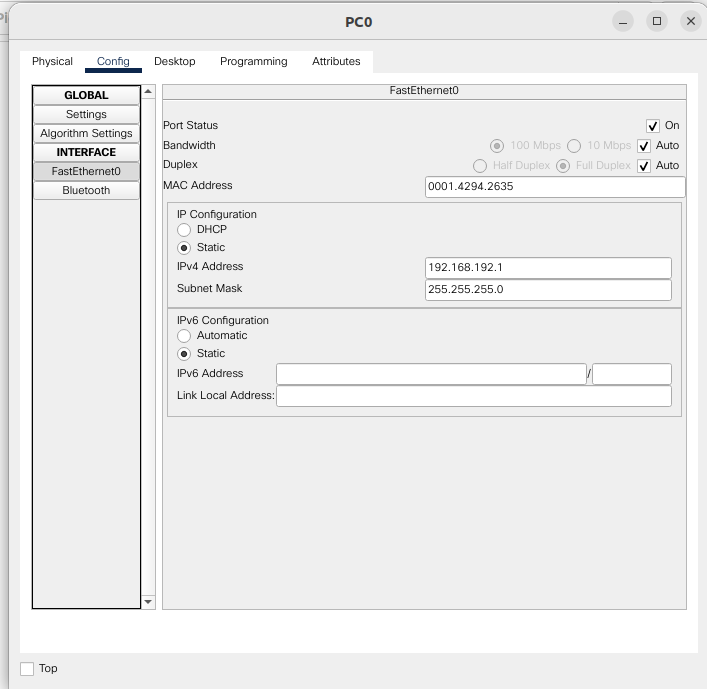 PC0
Physical Config Desktop Programming Attributes
GLOBAL
Settings
Algorithm Settings
INTERFACE
FastEthernet0
Bluetooth
FastEthernet0
Port Status On
Bandwidth 100 Mbps 10 Mbps Auto
Duplex Half Duplex Full Duplex Auto
MAC Address 0001.4294.2635
IP Configuration
DHCP
Static
IPv4 Address 192.168.192.1
Subnet Mask 255.255.255.0
IPv6 Configuration
Automatic
Static
IPv6 Address /
Link Local Address:
Top